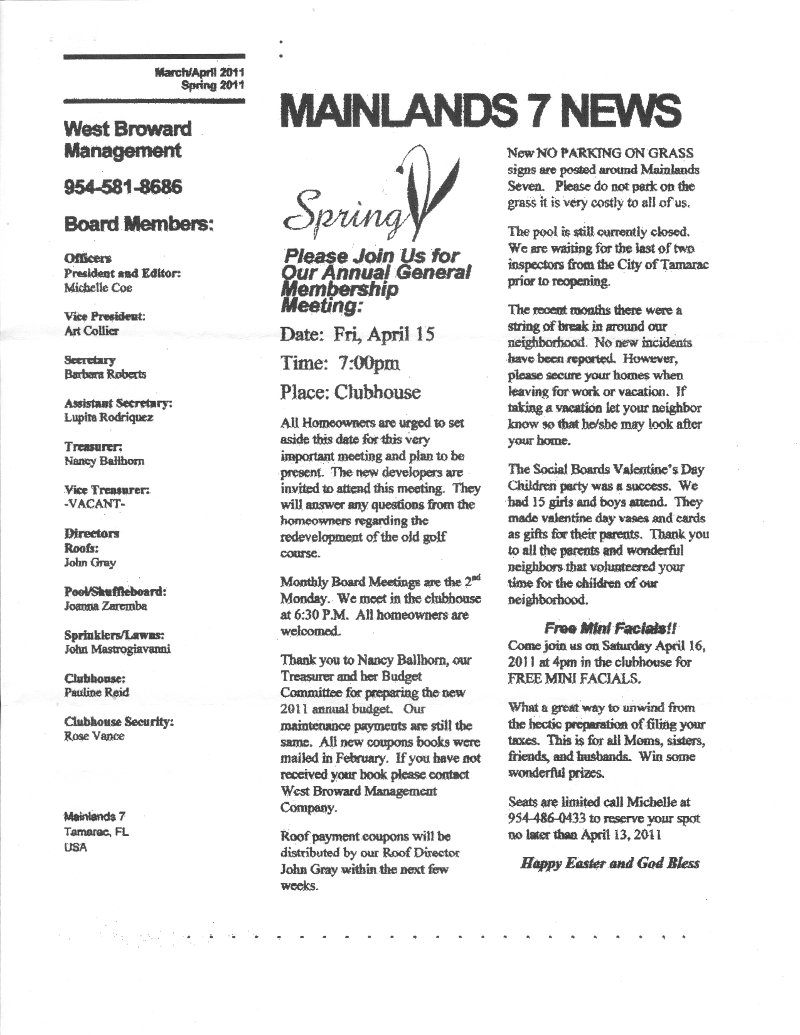 March/April 2011
Spring 2011
West Broward
Management
954-581-8686
Board Members:
Officers
President and Editor:
Michelle Coe
Vice President:
Art Collier
Secretary
Barbara Roberts
Assistant Secretary:
Lupita Rodriquez
Treasurer:
Nancy Ballhorn
Vice Treasurer:
-VACANT-
Directors
Roofs:
John Gray
Pool/Shuffleboard:
Joanna Zaremba
Sprinklers/Lawns:
John Mastrogiavanni
Clubhouse:
Pauline Reid
Clubhouse Security:
Rose Vance
Mainlands 7
Tamarac, FL
USA
MAINLANDS 7 NEWS
Spring
Please Join Us for
Our Annual General
Membership
Meeting:
Date: Fri, April 15
Time: 7:00pm
Place: Clubhouse
All Homeowners are urged to set
aside this date for this very
important meeting and plan to be
present. The new developers are
invited to attend this meeting. They
will answer any questions from the
homeowners regarding the
redevelopment of the old golf
course.
Monthly Board Meetings are the 2nd
Monday. We meet in the clubhouse
at 6:30 P.M. All homeowners are
welcomed.
Thank you to Nancy Ballhorn, our
Treasurer and her Budget
Committee for preparing the new
2011 annual budget. Our
maintenance payments are still the
same. All new coupons books were
mailed in February. If you have not
received your book please contact
West Broward Management
Company.
Roof payment coupons will be
distributed by our Roof Director
John Gray within the next few
weeks.
New NO PARKING ON GRASS
signs are posted around Mainlands
Seven. Please do not park on the
grass it is very costly to all of us.
The pool is still currently closed.
We are waiting for the last of two
inspectors from the City of Tamarac
prior to reopening.
The recent months there were a
string of break in around our
neighborhood. No new incidents
have been reported. However,
please secure your homes when
leaving for work or vacation. If
taking a vacation let your neighbor
know so that he/she may look after
your home.
The Social Boards Valentine's Day
Children party was a success. We
had 15 girls and boys attend. They
made valentine day vases and cards
as gifts for their parents. Thank you
to all the parents and wonderful
neighbors that volunteered your
time for the children of our
neighborhood.
Free Mini Facials!!
Come join us on Saturday April 16,
2011 at 4pm in the clubhouse for
FREE MINI FACIALS.
What a great way to unwind from
the hectic preparation of filing your
taxes. This is for all Moms, sisters,
friends, and husbands. Win some
wonderful prizes.
Seats are limited call Michelle at
954-486-0433 to reserve your spot
no later than April 13, 2011
Happy Easter and God Bless